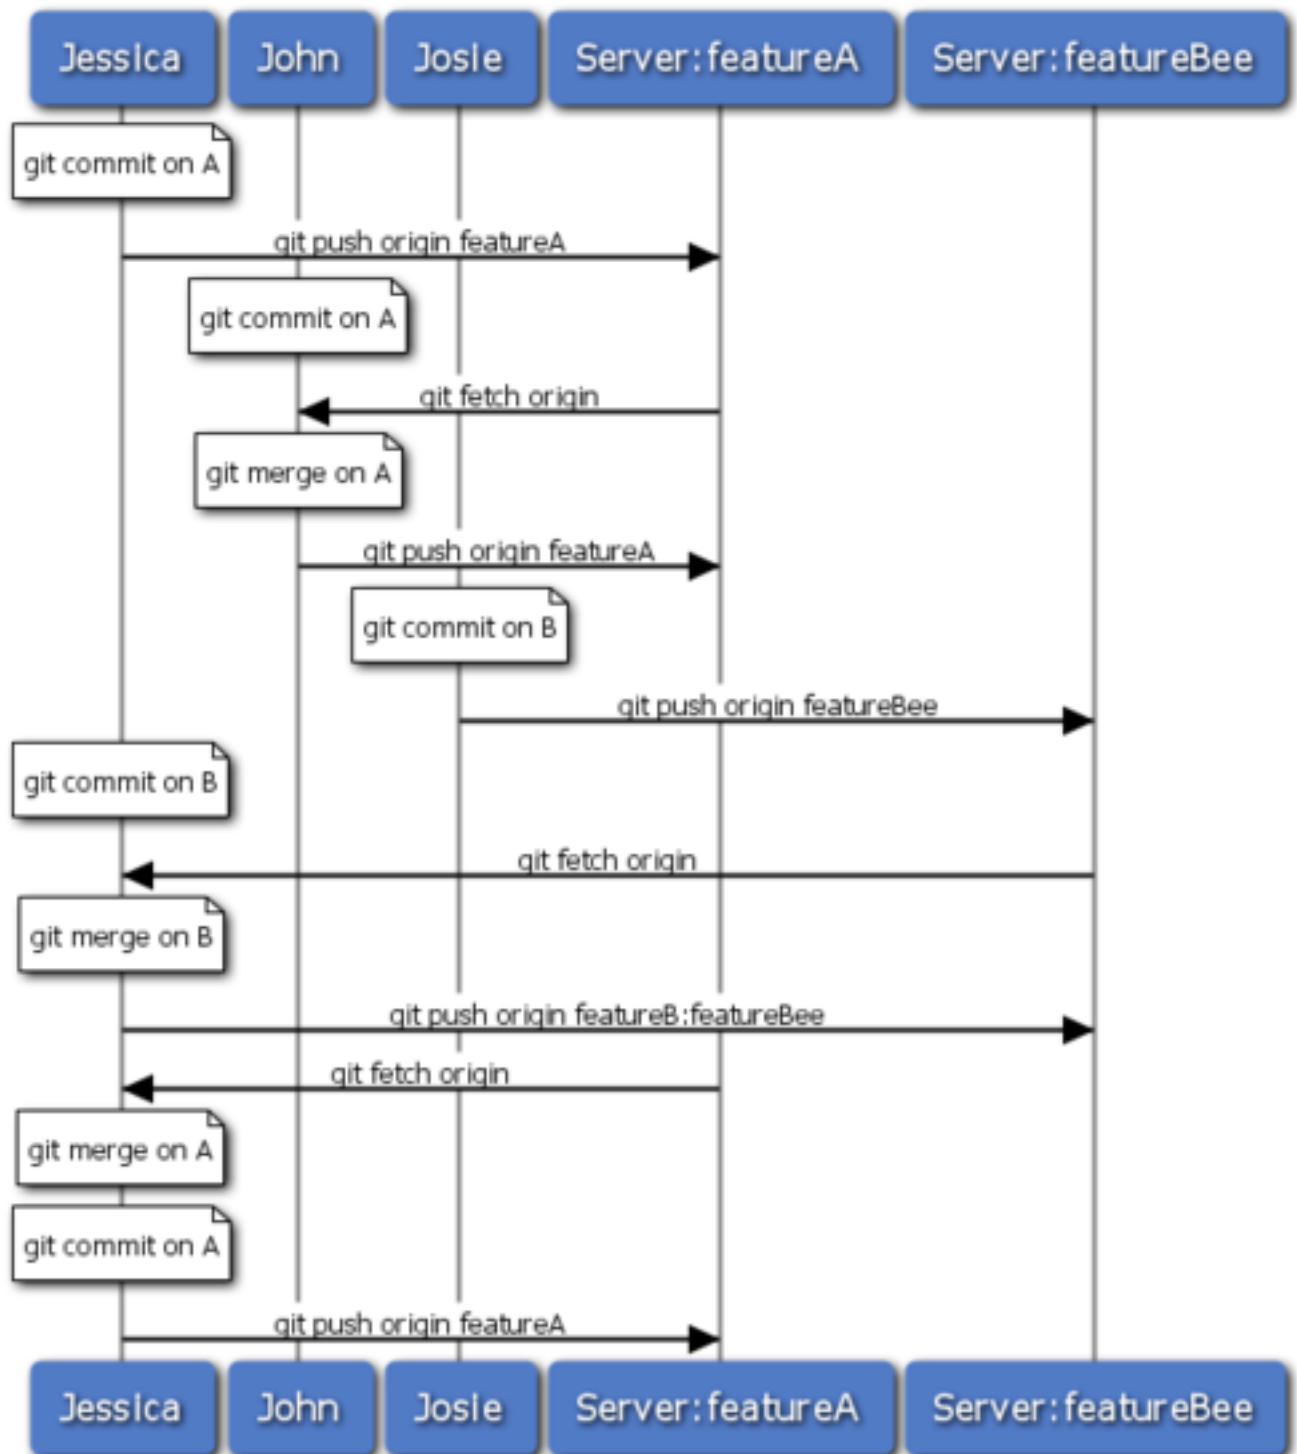 Jessica John Josie Server:featureA Server:featureBee
git commit on A
git push origin featureA
git commit on A
git fetch origin
git merge on A
git push origin featureA
git commit on B
git push origin featureBee
git commit on B
git fetch origin
git merge on B
git push origin featureB:featureBee
git fetch origin
git merge on A
git commit on A
git push origin featureA
Jessica John Josie Server:featureA Server:featureBee